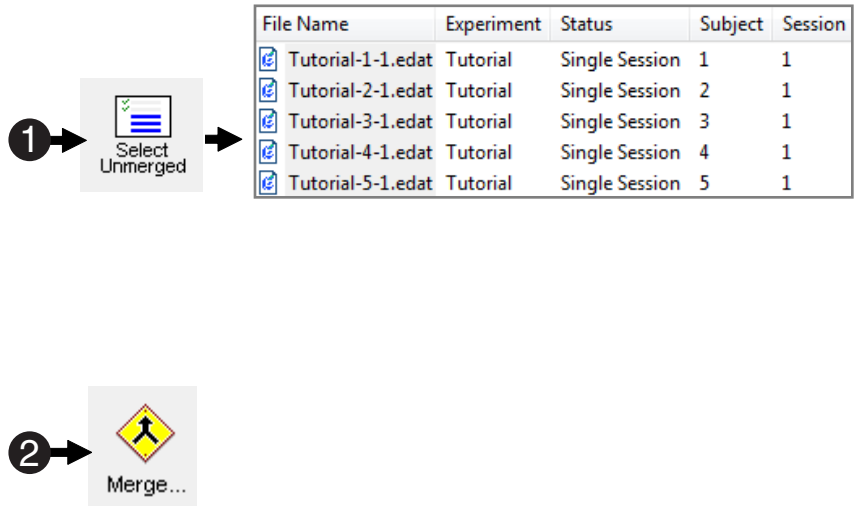 File Name Experiment Status Subject Session
Tutorial-1-1.edat Tutorial Single Session 1 1
Tutorial-2-1.edat Tutorial Single Session 2 1
Tutorial-3-1.edat Tutorial Single Session 3 1
Tutorial-4-1.edat Tutorial Single Session 4 1
Tutorial-5-1.edat Tutorial Single Session 5 1
1
Select
Unmerged
2
Merge...